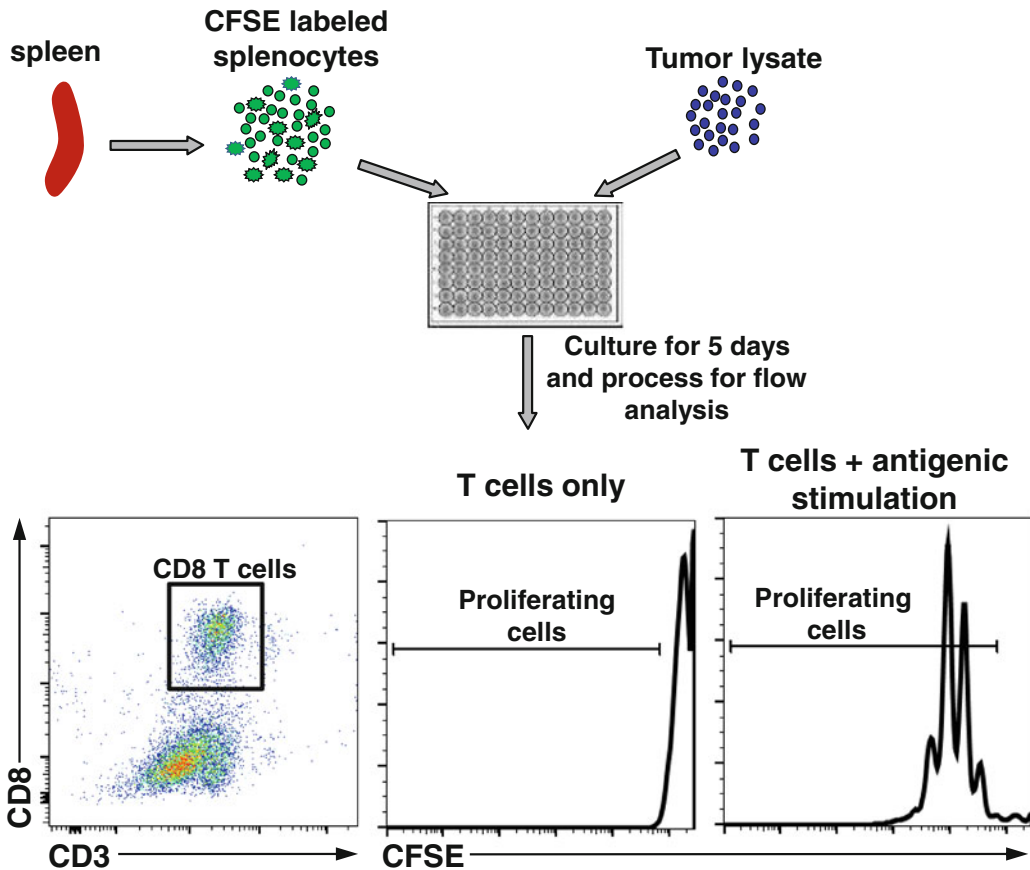 spleen
CFSE labeled
splenocytes
Tumor lysate
Culture for 5 days
and process for flow
analysis
T cells only
T cells + antigenic
stimulation
CD8 T cells
Proliferating
cells
Proliferating
cells
CD8
CD3
CFSE